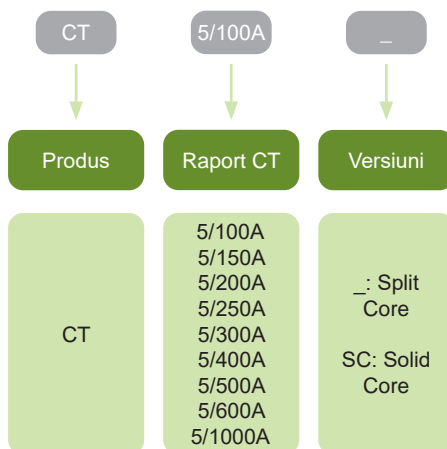 CT 5/100A _
Produs Raport CT Versiuni
CT
5/100A
5/150A
5/200A
5/250A
5/300A
5/400A
5/500A
5/600A
5/1000A
_: Split
Core
SC: Solid
Core